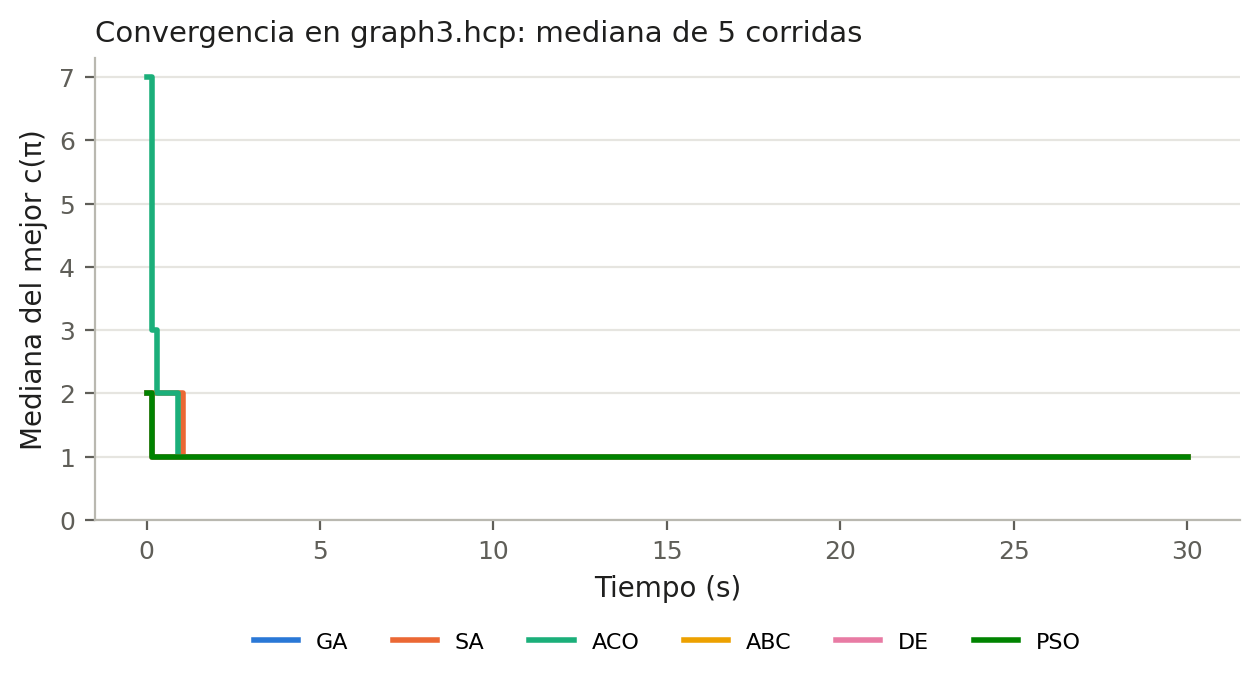 Convergencia en graph3.hcp: mediana de 5 corridas
Mediana del mejor c(π)
7
6
5
4
3
2
1
0
0 5 10 15 20 25 30
Tiempo (s)
GA SA ACO ABC DE PSO